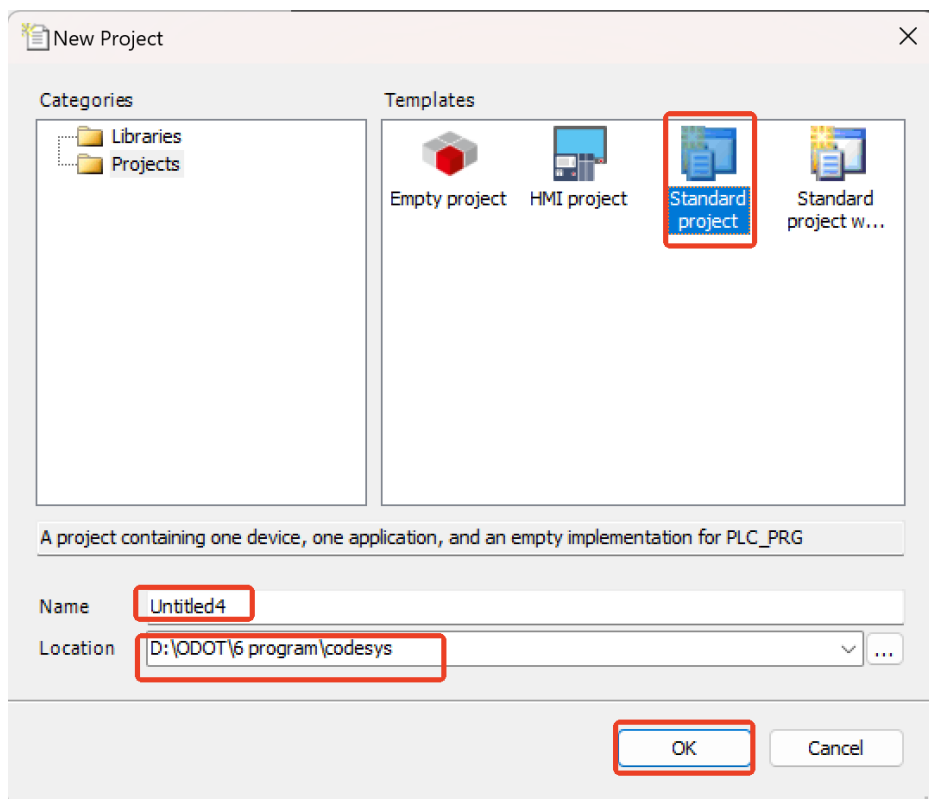 New Project
Categories
Templates
Libraries
Projects
Empty project
HMI project
Standard
project
Standard
project w...
A project containing one device, one application, and an empty implementation for PLC_PRG
Name
Untitled4
Location
D:\ODOT\6 program\codesys
...
OK
Cancel